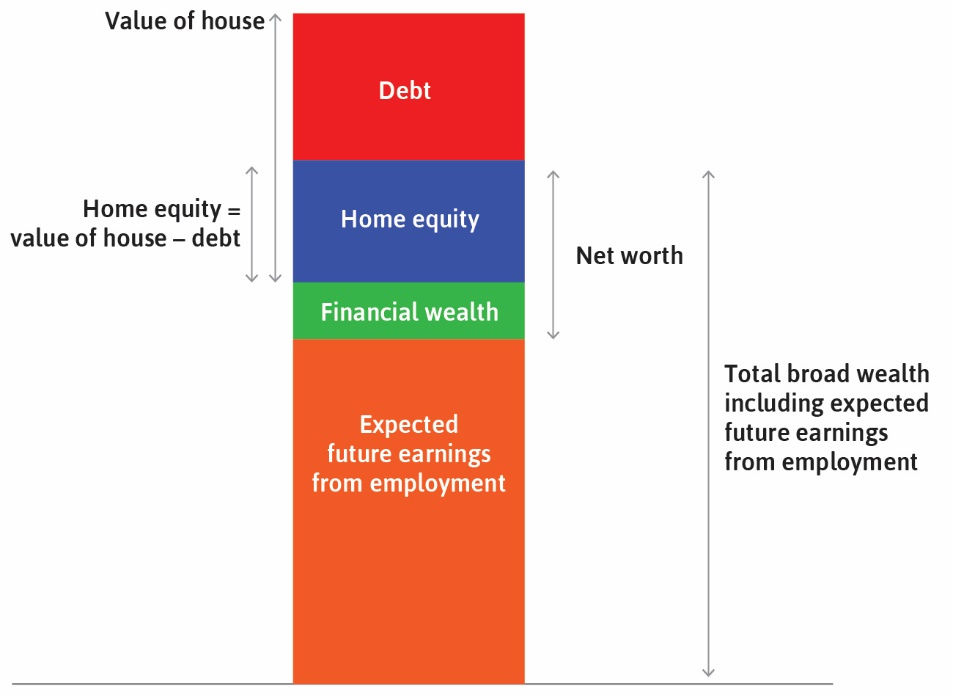 Value of house
Debt
Home equity =
value of house – debt
Home equity
Net worth
Financial wealth
Expected
future earnings
from employment
Total broad wealth
including expected
future earnings
from employment